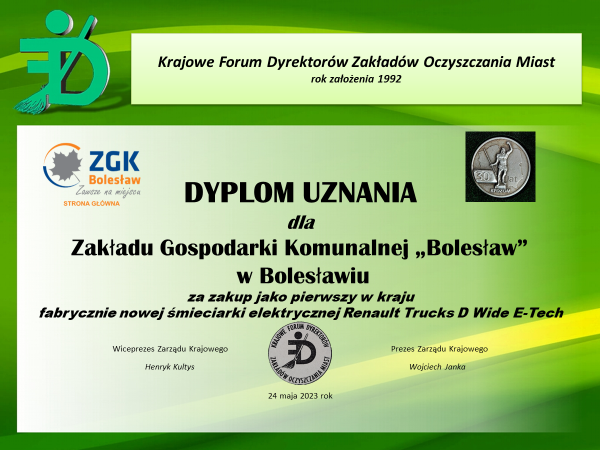 Krajowe Forum Dyrektorów Zakładów Oczyszczania Miast
rok założenia 1992
ZGK
Bolesław
Zawsze na miejscu
STRONA GŁÓWNA
30 lat
DYPLOM UZNANIA
dla
Zakładu Gospodarki Komunalnej „Bolesław”
w Bolesławiu
za zakup jako pierwszy w kraju
fabrycznie nowej śmieciarki elektrycznej Renault Trucks D Wide E-Tech
Wiceprezes Zarządu Krajowego
Prezes Zarządu Krajowego
Henryk Kultys
Wojciech Janka
KRAJOWE FORUM DYREKTORÓW
ZAKŁADÓW OCZYSZCZANIA MIAST
24 maja 2023 rok